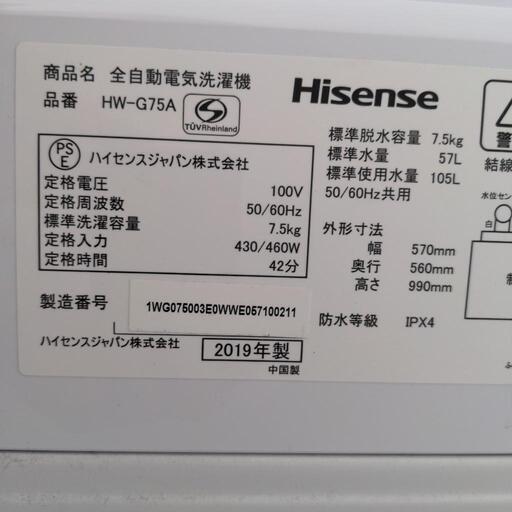 商品名 全自動電気洗濯機
品番 HW-G75A
TÜVRheinland
Hisense
PS
E
ハイセンスジャパン株式会社
定格電圧 100V
定格周波数 50/60Hz
標準洗濯容量 7.5kg
定格入力 430/460W
定格時間 42分
標準脱水容量 7.5kg
標準水量 57L
標準使用水量 105L
50/60Hz共用
外形寸法
幅 570mm
奥行 560mm
高さ 990mm
防水等級 IPX4
製造番号 1WG075003E0WWE057100211
ハイセンスジャパン株式会社
2019年製
中国製
警
結線
水位セン
白
制